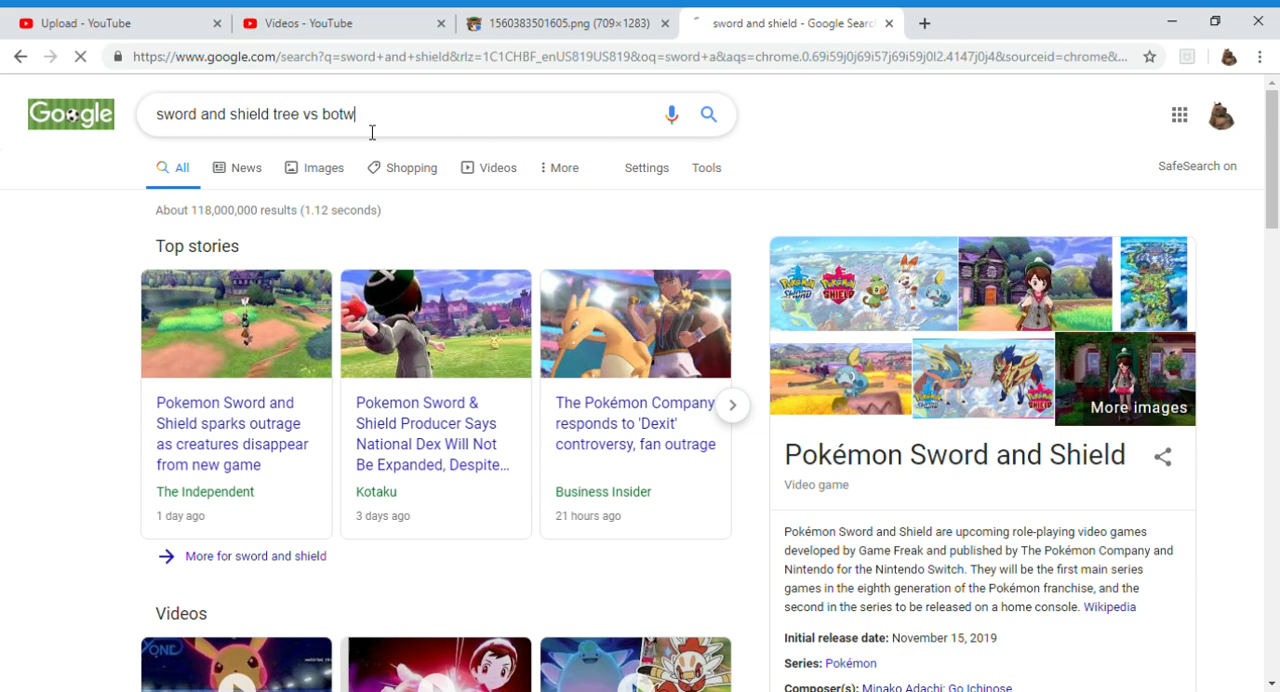 Upload - YouTube
Videos - YouTube
1560383501605.png (709×1283)
sword and shield - Google Searc
https://www.google.com/search?q=sword+and+shield&rlz=1C1CHBF_enUS819US819&oq=sword+a&aqs=chrome.0.69i59j0j69i57j69i59j0l2.4147j0j4&sourceid=chrome&...
Google
sword and shield tree vs botw
All News Images Shopping Videos More Settings Tools
SafeSearch on
About 118,000,000 results (1.12 seconds)
Top stories
Pokemon Sword and
Shield sparks outrage
as creatures disappear
from new game
The Independent
1 day ago
Pokemon Sword &
Shield Producer Says
National Dex Will Not
Be Expanded, Despite...
Kotaku
3 days ago
The Pokémon Company
responds to 'Dexit'
controversy, fan outrage
Business Insider
21 hours ago
More for sword and shield
Videos
More images
Pokémon Sword and Shield
Video game
Pokémon Sword and Shield are upcoming role-playing video games
developed by Game Freak and published by The Pokémon Company and
Nintendo for the Nintendo Switch. They will be the first main series
games in the eighth generation of the Pokémon franchise, and the
second in the series to be released on a home console. Wikipedia
Initial release date: November 15, 2019
Series: Pokémon
Composer(s): Minako Adachi; Go Ichinose